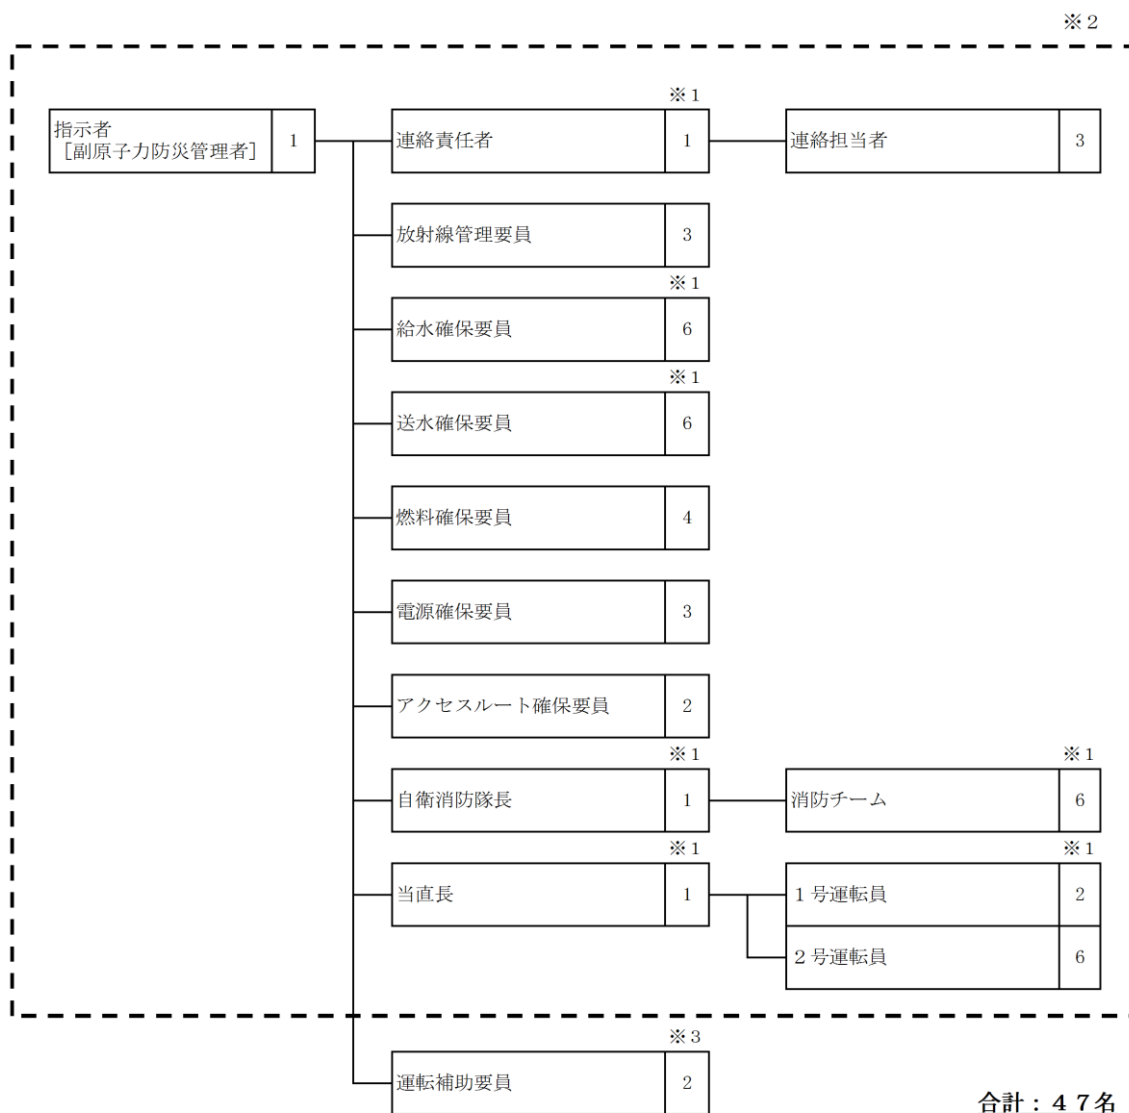 ※2
指示者
［副原子力防災管理者］
1
※1
連絡責任者
1
連絡担当者
3
放射線管理要員
3
※1
給水確保要員
6
※1
送水確保要員
6
燃料確保要員
4
電源確保要員
3
アクセスルート確保要員
2
※1
自衛消防隊長
1
※1
消防チーム
6
※1
当直長
1
※1
1号運転員
2
2号運転員
6
※3
運転補助要員
2
合計：47名